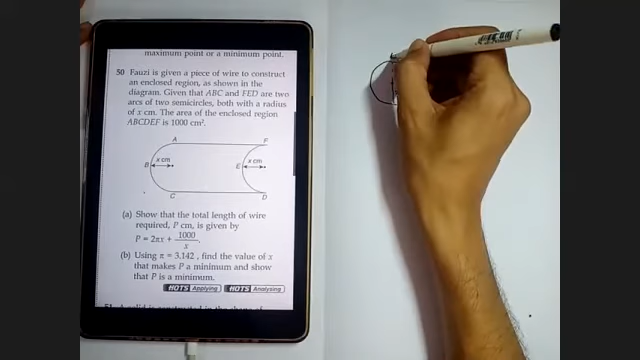 maximum point or a minimum point.
50 Fauzi is given a piece of wire to construct
an enclosed region, as shown in the
diagram. Given that ABC and FED are two
arcs of two semicircles, both with a radius
of x cm. The area of the enclosed region
ABCDEF is 1000 cm².
A
F
B
x cm
E
x cm
C
D
(a) Show that the total length of wire
required, P cm, is given by
P = 2πx + 1000/x.
(b) Using π = 3.142, find the value of x
that makes P a minimum and show
that P is a minimum.
HOTS Applying HOTS Analysing